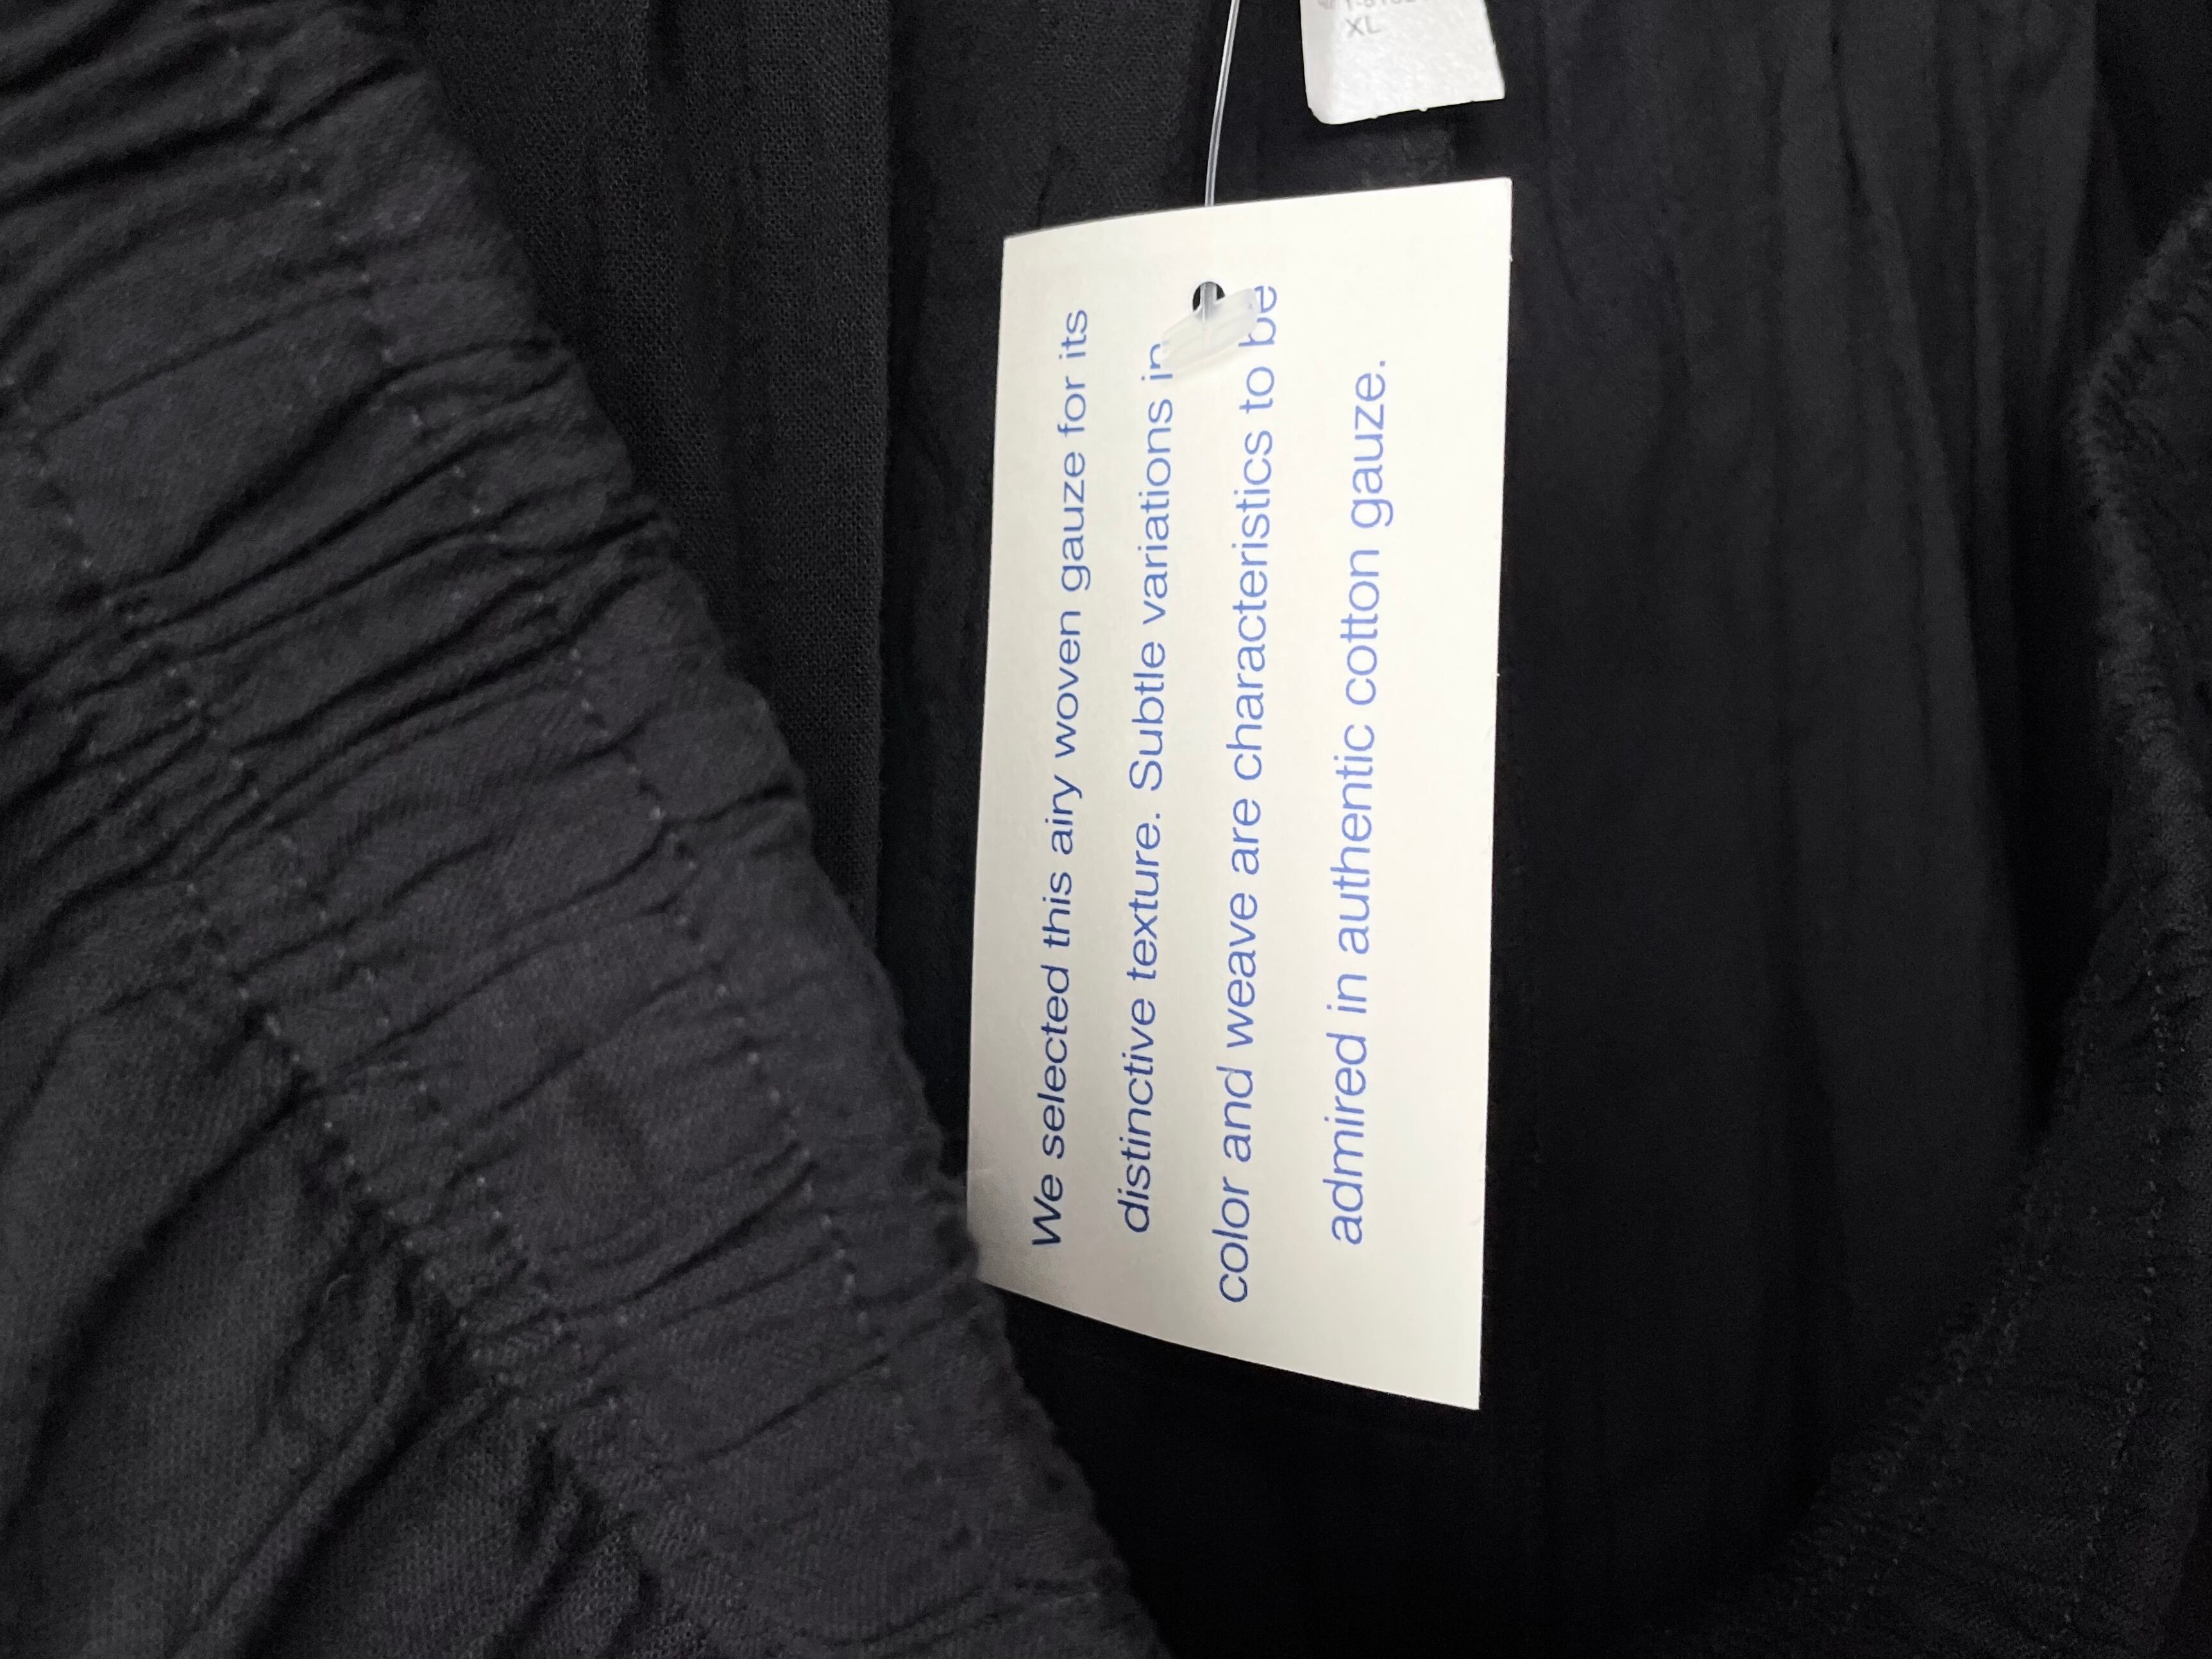 XL
We selected this airy woven gauze for its
distinctive texture. Subtle variations in
color and weave are characteristics to be
admired in authentic cotton gauze.